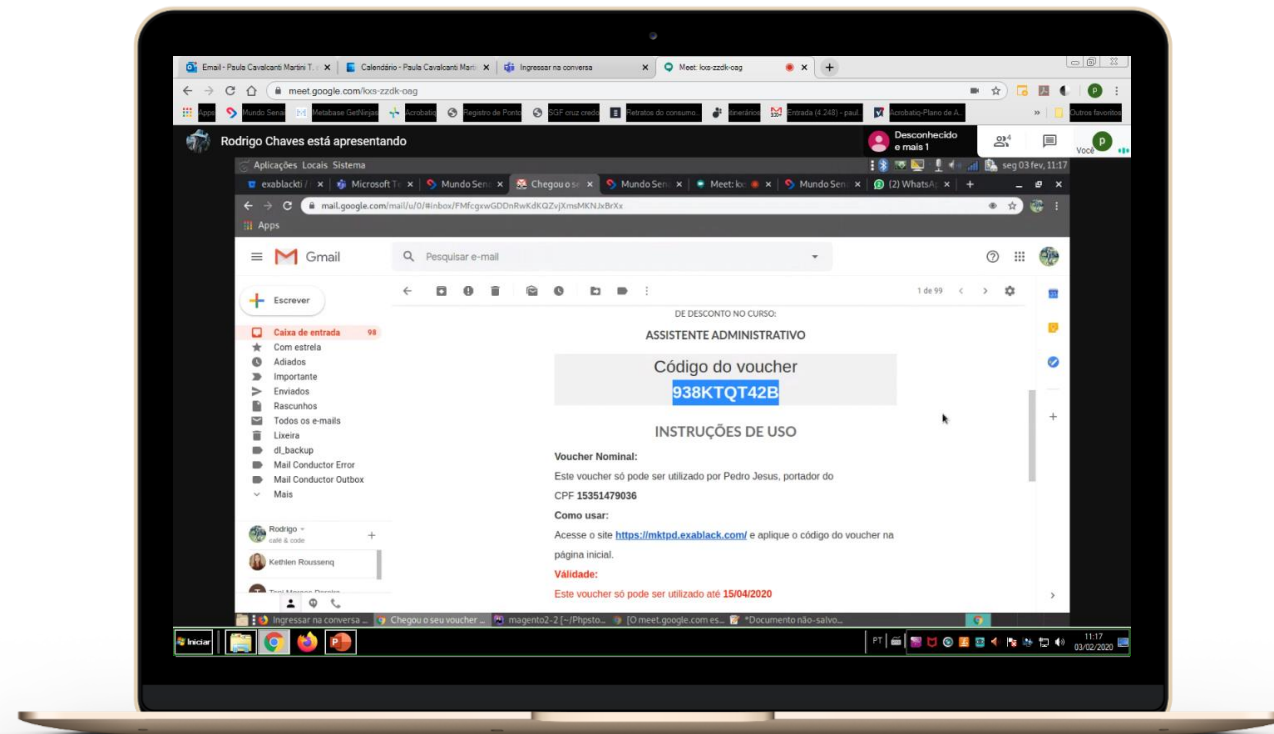 Email - Paula Cavalcanti Martini T.
Calendário - Paula Cavalcanti Marti
Ingressar na conversa
Meet: kxs-zzdk-oag
meet.google.com/kxs-zzdk-oag
Apps
Mundo Senai
Metabase GetNinjas
Acrobatiq
Registro de Ponto
SGF cruz credo
Retratos do consumo...
Itinerários
Entrada (4.248) - paul...
Acrobatiq-Plano de A...
Outros favoritos
Rodrigo Chaves está apresentando
Desconhecido
e mais 1
4
Você
P
Aplicações Locais Sistema
seg 03 fev, 11:17
exablackti /
Microsoft Te
Mundo Sena
Chegou o se
Mundo Sena
Meet: kx
Mundo Sena
(2) WhatsAp
mail.google.com/mail/u/0/#inbox/FMfcgxwGDDnRwKdKQZvjXmsMKNJxBrXx
Apps
Gmail
Pesquisar e-mail
Escrever
1 de 99
Caixa de entrada 98
Com estrela
Adiados
Importante
Enviados
Rascunhos
Todos os e-mails
Lixeira
dl_backup
Mail Conductor Error
Mail Conductor Outbox
Mais
Rodrigo
café & code
Kethlen Roussenq
DE DESCONTO NO CURSO:
ASSISTENTE ADMINISTRATIVO
Código do voucher
938KTQT42B
INSTRUÇÕES DE USO
Voucher Nominal:
Este voucher só pode ser utilizado por Pedro Jesus, portador do
CPF 15351479036
Como usar:
Acesse o site https://mktpd.exablack.com/ e aplique o código do voucher na
página inicial.
Válidade:
Este voucher só pode ser utilizado até 15/04/2020
Ingressar na conversa ...
Chegou o seu voucher ...
magento2-2 [~/Phpsto...
[O meet.google.com es...
*Documento não-salvo...
Iniciar
PT
11:17
03/02/2020